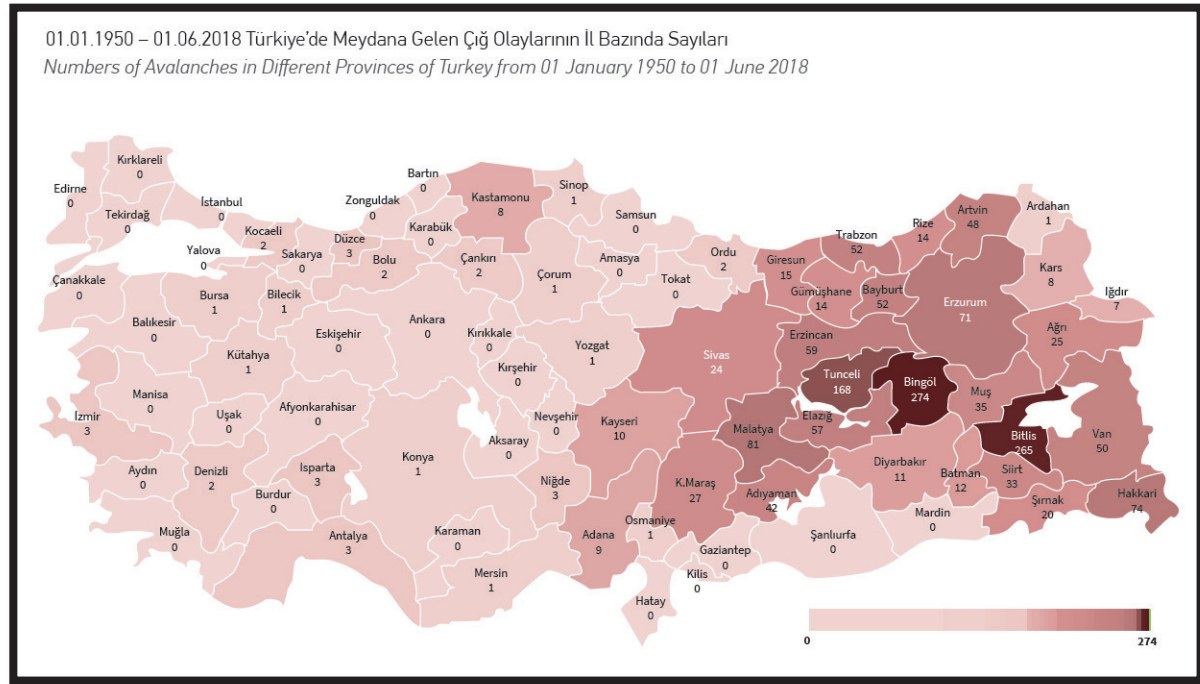 01.01.1950 – 01.06.2018 Türkiye'de Meydana Gelen Çığ Olaylarının İl Bazında Sayıları
Numbers of Avalanches in Different Provinces of Turkey from 01 January 1950 to 01 June 2018
Kırklareli
0
Edirne
0
Tekirdağ
0
İstanbul
0
Kocaeli
2
Yalova
0
Sakarya
0
Düzce
3
Zonguldak
0
Bartın
0
Karabük
0
Bolu
2
Kastamonu
8
Çankırı
2
Sinop
1
Samsun
0
Çorum
1
Amasya
0
Tokat
0
Ordu
2
Giresun
15
Gümüşhane
14
Trabzon
52
Bayburt
52
Rize
14
Artvin
48
Ardahan
1
Kars
8
Iğdır
7
Erzurum
71
Ağrı
25
Çanakkale
0
Balıkesir
0
Bursa
1
Bilecik
1
Eskişehir
0
Ankara
0
Kırıkkale
0
Kırşehir
0
Yozgat
1
Sivas
24
Erzincan
59
Tunceli
168
Bingöl
274
Muş
35
Bitlis
265
Van
50
Kütahya
1
Manisa
0
İzmir
3
Uşak
0
Afyonkarahisar
0
Konya
1
Aksaray
0
Nevşehir
0
Kayseri
10
Malatya
81
Elazığ
57
Diyarbakır
11
Batman
12
Siirt
33
Şırnak
20
Hakkari
74
Aydın
0
Denizli
2
Isparta
3
Burdur
0
Muğla
0
Antalya
3
Karaman
0
Mersin
1
Niğde
3
Adana
9
Osmaniye
1
K.Maraş
27
Adıyaman
42
Gaziantep
0
Kilis
0
Hatay
0
Şanlıurfa
0
Mardin
0
0
274